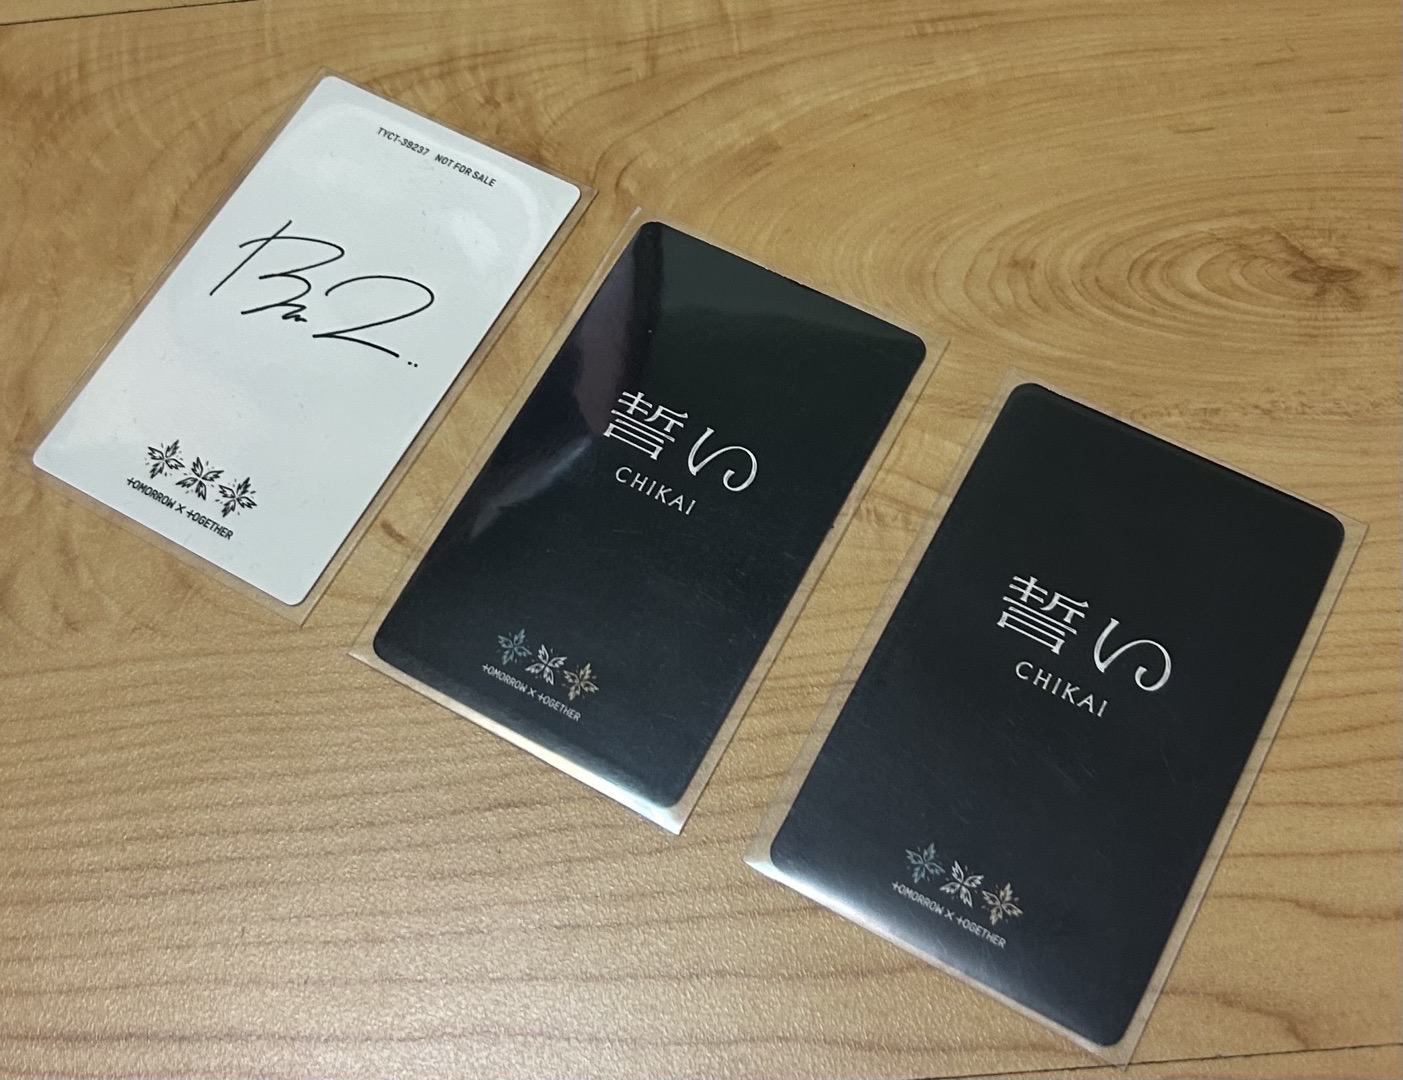 TYCT-39237 NOT FOR SALE
TOMORROW X TOGETHER
誓い
CHIKAI
TOMORROW X TOGETHER
誓い
CHIKAI
TOMORROW X TOGETHER